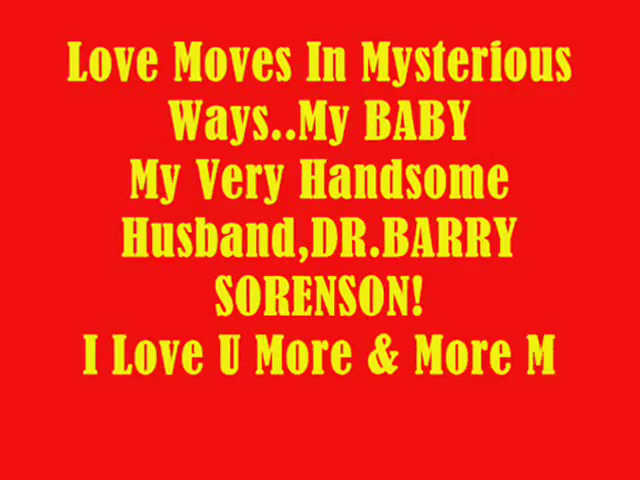 Love Moves In Mysterious
Ways..My BABY
My Very Handsome
Husband,DR.BARRY
SORENSON!
I Love U More & More M